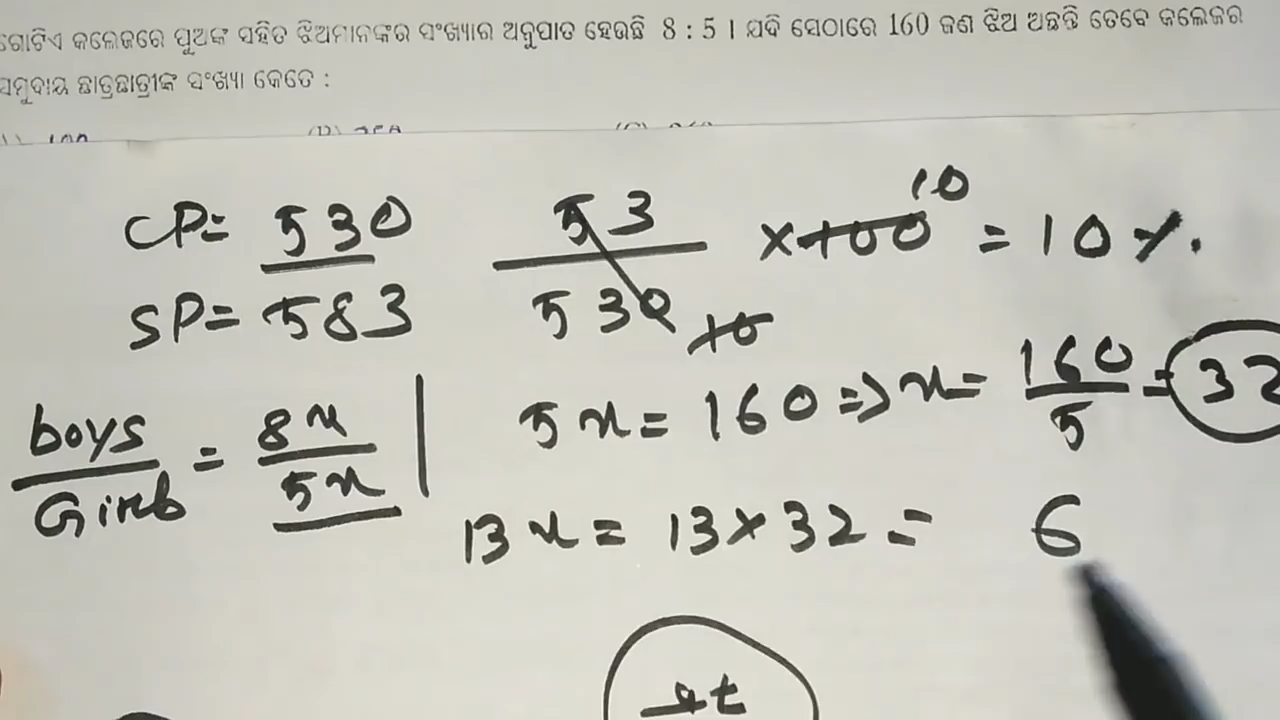 ଗୋଟିଏ କଲେଜରେ ପୁଅଙ୍କ ସହିତ ଝିଅମାନଙ୍କର ସଂଖ୍ୟାର ଅନୁପାତ ହେଉଛି 8 : 5 । ଯଦି ସେଠାରେ 160 ଜଣ ଝିଅ ଅଛନ୍ତି ତେବେ କଲେଜର
ସମୁଦାୟ ଛାତ୍ରଛାତ୍ରୀଙ୍କ ସଂଖ୍ୟା କେତେ :
CP= 530 53/530 10 ×100 10 = 10 %.
SP= 583
boys/Girls = 8x/5x | 5x = 160 => x = 160/5 = 32
13x = 13×32 = 6